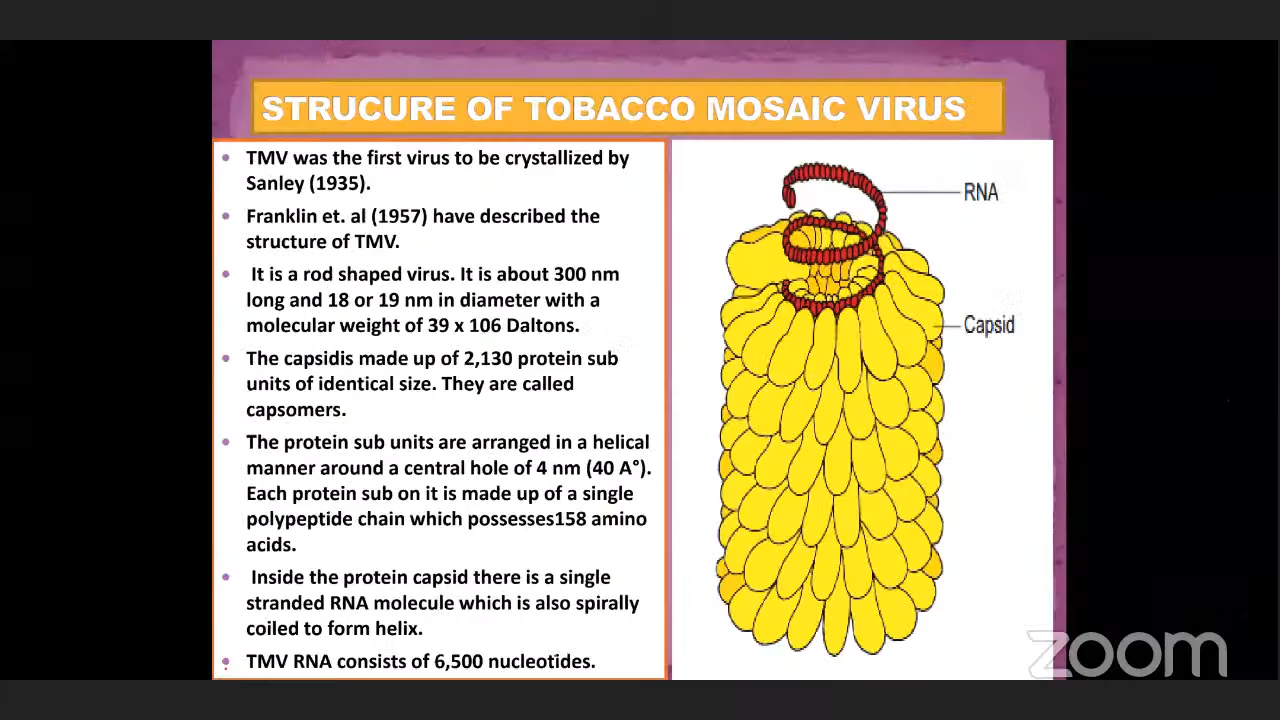 STRUCURE OF TOBACCO MOSAIC VIRUS
• TMV was the first virus to be crystallized by
Sanley (1935).
• Franklin et. al (1957) have described the
structure of TMV.
• It is a rod shaped virus. It is about 300 nm
long and 18 or 19 nm in diameter with a
molecular weight of 39 x 106 Daltons.
• The capsidis made up of 2,130 protein sub
units of identical size. They are called
capsomers.
• The protein sub units are arranged in a helical
manner around a central hole of 4 nm (40 A°).
Each protein sub on it is made up of a single
polypeptide chain which possesses158 amino
acids.
• Inside the protein capsid there is a single
stranded RNA molecule which is also spirally
coiled to form helix.
• TMV RNA consists of 6,500 nucleotides.
RNA
Capsid
zoom